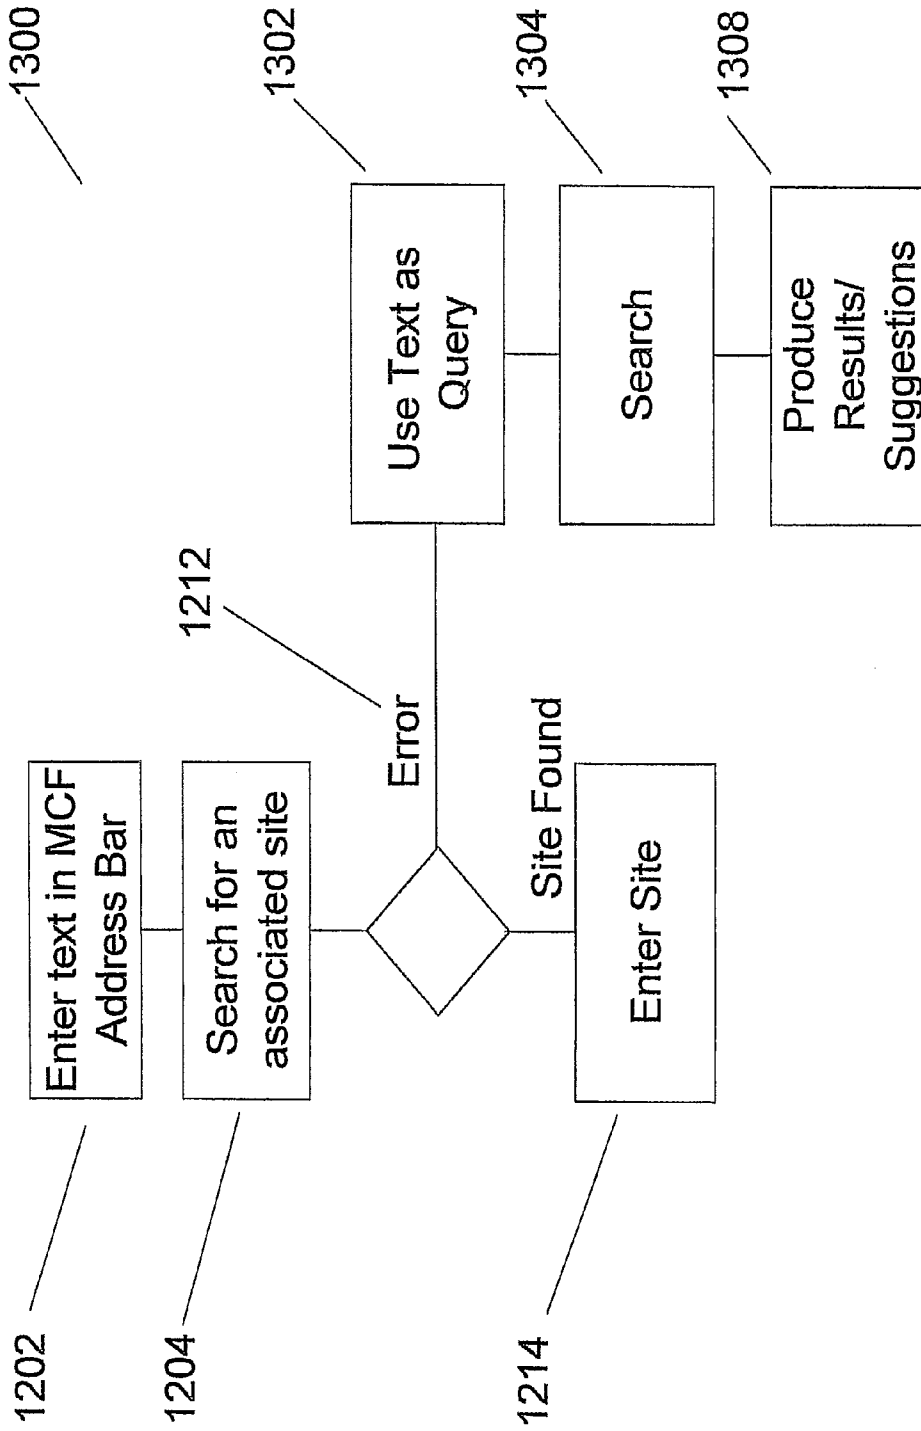 1300
1202
Enter text in MCF
Address Bar
1204
Search for an
associated site
1212
Error
1302
Use Text as
Query
1304
Search
1308
Produce
Results/
Suggestions
Site Found
1214
Enter Site